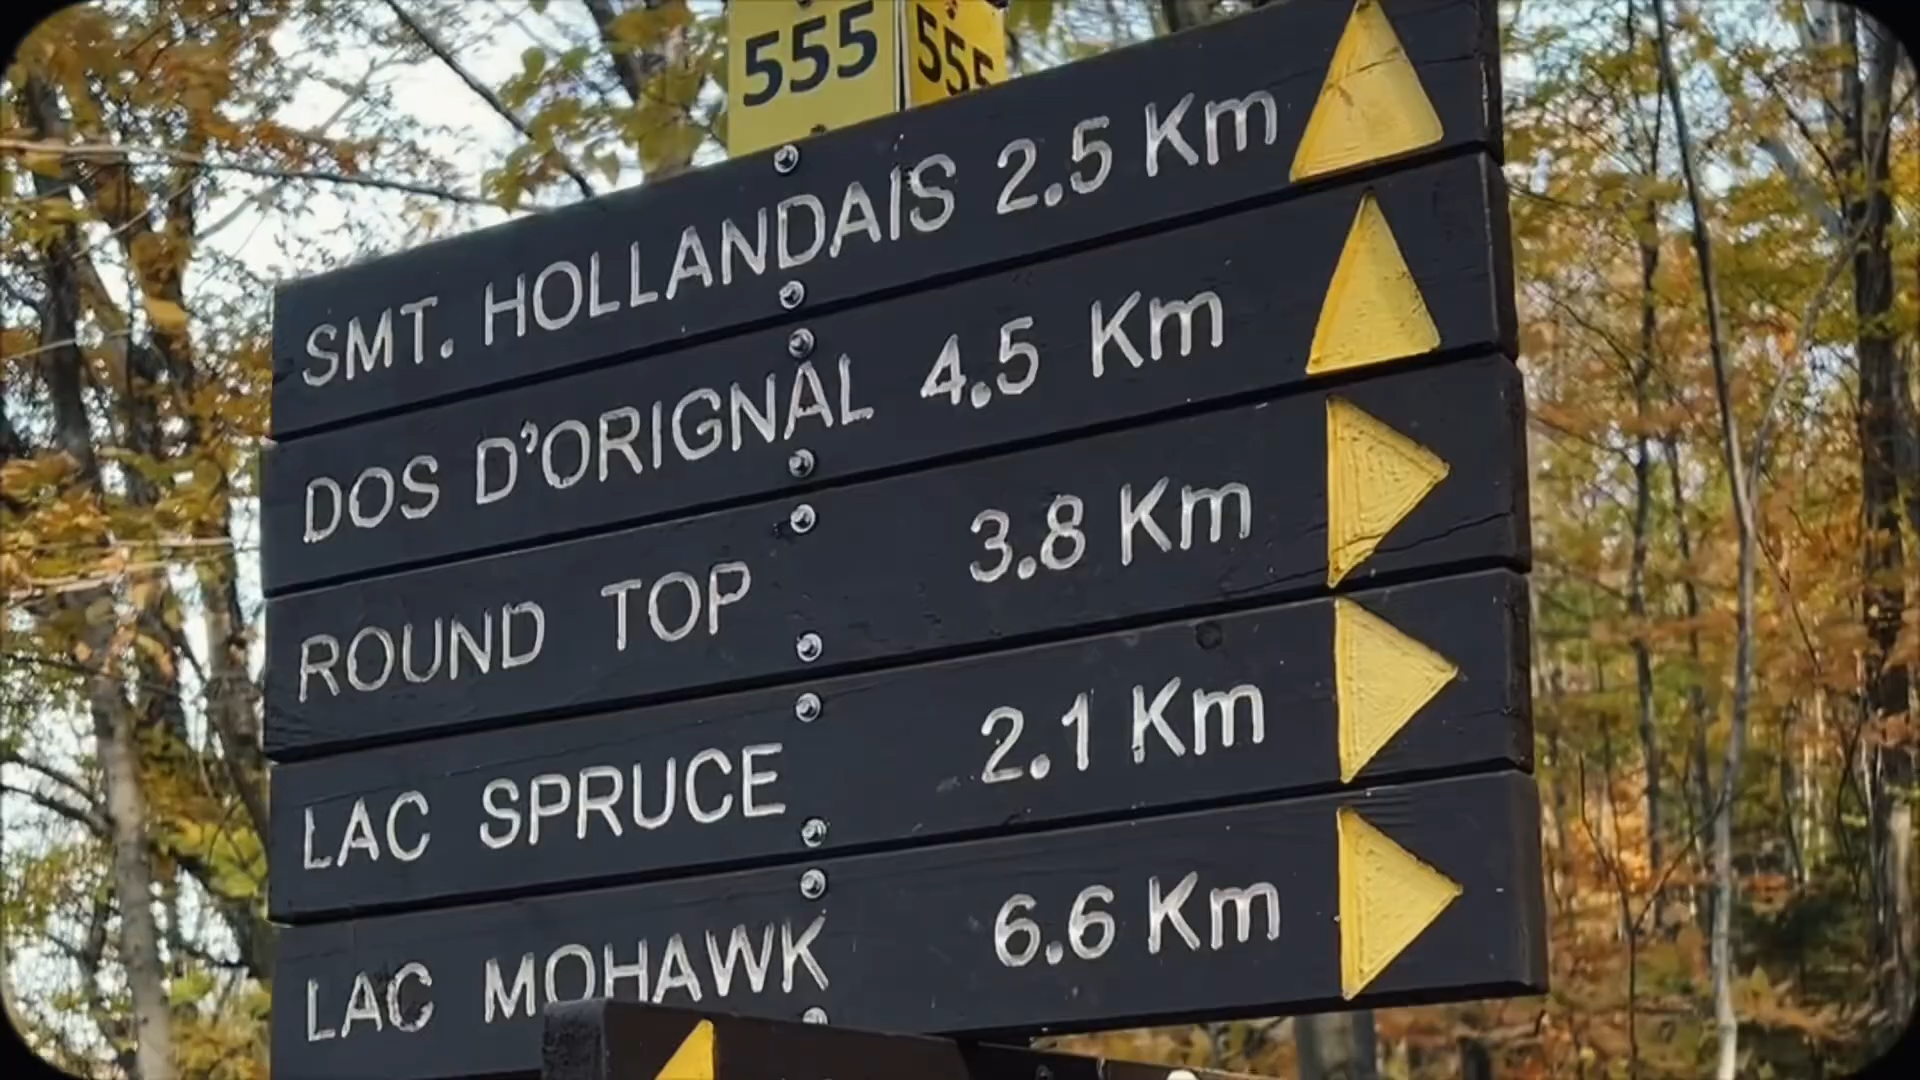 555 555
SMT. HOLLANDAIS 2.5 Km
DOS D'ORIGNAL 4.5 Km
ROUND TOP 3.8 Km
LAC SPRUCE 2.1 Km
LAC MOHAWK 6.6 Km